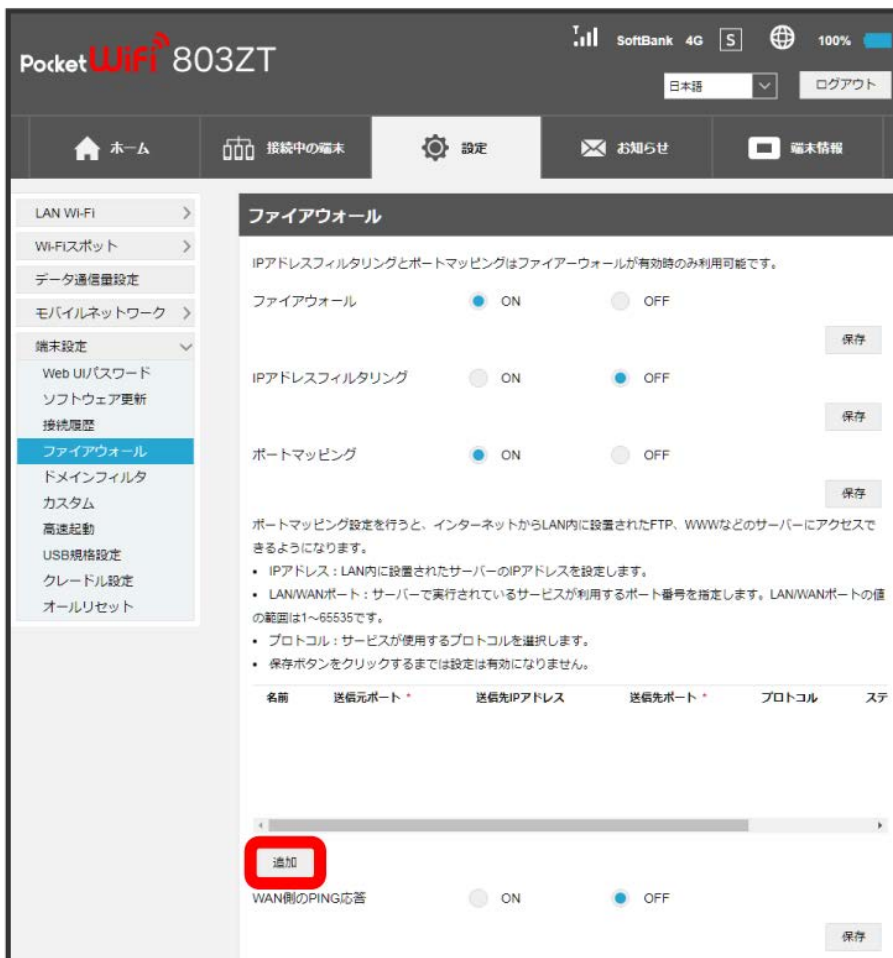 SoftBank 4G S 100%
Pocket WiFi 803ZT
日本語 ログアウト
ホーム 接続中の端末 設定 お知らせ 端末情報
LAN Wi-Fi
Wi-Fiスポット
データ通信量設定
モバイルネットワーク
端末設定
Web UIパスワード
ソフトウェア更新
接続履歴
ファイアウォール
ドメインフィルタ
カスタム
高速起動
USB規格設定
クレードル設定
オールリセット
ファイアウォール
IPアドレスフィルタリングとポートマッピングはファイアーウォールが有効時のみ利用可能です。
ファイアウォール ON OFF
保存
IPアドレスフィルタリング ON OFF
保存
ポートマッピング ON OFF
保存
ポートマッピング設定を行うと、インターネットからLAN内に設置されたFTP、WWWなどのサーバーにアクセスで
きるようになります。
• IPアドレス：LAN内に設置されたサーバーのIPアドレスを設定します。
• LAN/WANポート：サーバーで実行されているサービスが利用するポート番号を指定します。LAN/WANポートの値
の範囲は1～65535です。
• プロトコル：サービスが使用するプロトコルを選択します。
• 保存ボタンをクリックするまでは設定は有効になりません。
名前 送信元ポート * 送信先IPアドレス 送信先ポート * プロトコル ステ
追加
WAN側のPING応答 ON OFF
保存